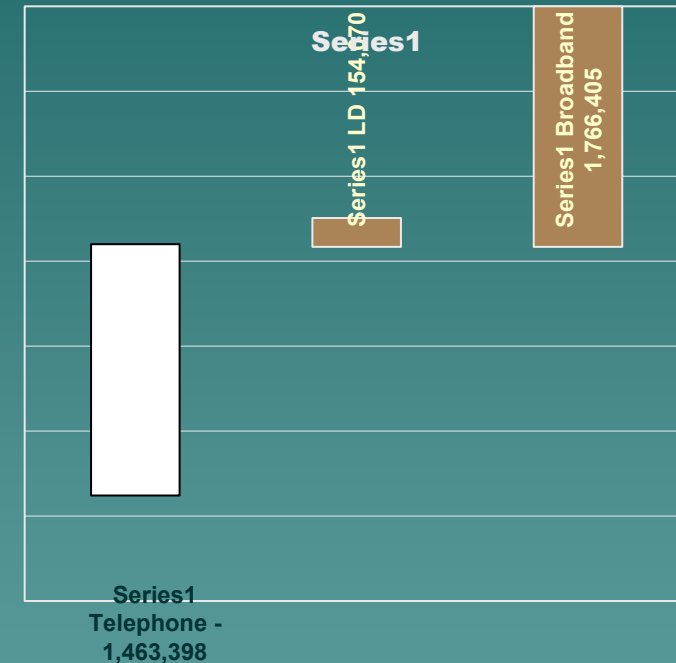 Series1
Series1 LD
Series1 Broadband
1,766,405
Series1
Telephone -
1,463,398